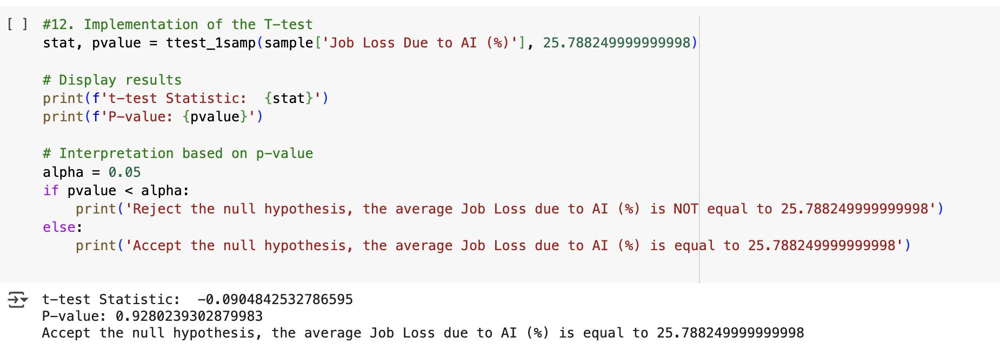 [ ] #12. Implementation of the T-test
stat, pvalue = ttest_1samp(sample['Job Loss Due to AI (%)'], 25.788249999999998)
# Display results
print(f't-test Statistic:  {stat}')
print(f'P-value: {pvalue}')
# Interpretation based on p-value
alpha = 0.05
if pvalue < alpha:
    print('Reject the null hypothesis, the average Job Loss due to AI (%) is NOT equal to 25.788249999999998')
else:
    print('Accept the null hypothesis, the average Job Loss due to AI (%) is equal to 25.788249999999998')
t-test Statistic:  -0.0904842532786595
P-value: 0.9280239302879983
Accept the null hypothesis, the average Job Loss due to AI (%) is equal to 25.788249999999998